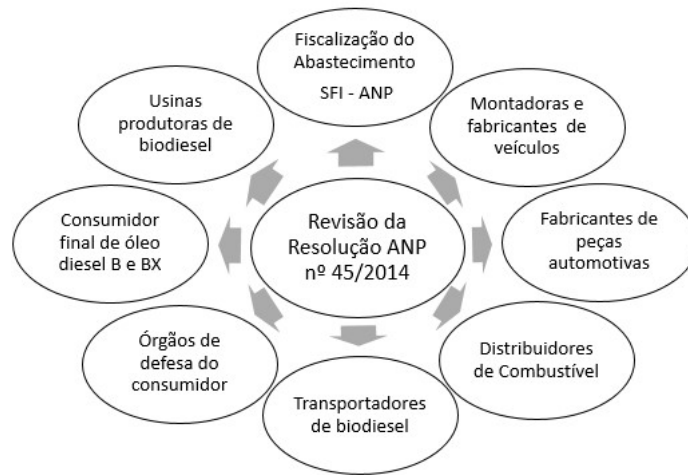 Fiscalização do
Abastecimento
SFI - ANP
Usinas
produtoras de
biodiesel
Montadoras e
fabricantes de
veículos
Consumidor
final de óleo
diesel B e BX
Revisão da
Resolução ANP
nº 45/2014
Fabricantes de
peças
automotivas
Órgãos de
defesa do
consumidor
Distribuidores
de Combustível
Transportadores
de biodiesel